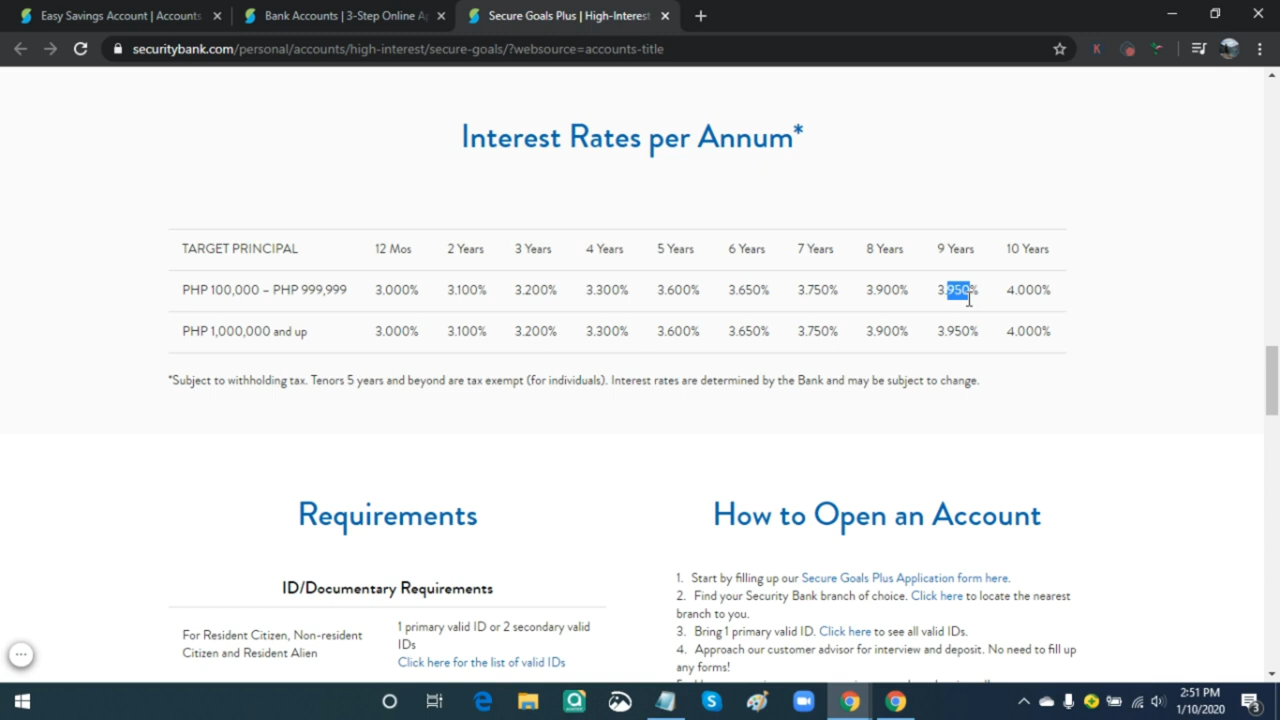 Easy Savings Account | Accounts
Bank Accounts | 3-Step Online A
Secure Goals Plus | High-Interest
securitybank.com/personal/accounts/high-interest/secure-goals/?websource=accounts-title
Interest Rates per Annum*
TARGET PRINCIPAL 12 Mos 2 Years 3 Years 4 Years 5 Years 6 Years 7 Years 8 Years 9 Years 10 Years
PHP 100,000 – PHP 999,999 3.000% 3.100% 3.200% 3.300% 3.600% 3.650% 3.750% 3.900% 3.950% 4.000%
PHP 1,000,000 and up 3.000% 3.100% 3.200% 3.300% 3.600% 3.650% 3.750% 3.900% 3.950% 4.000%
*Subject to withholding tax. Tenors 5 years and beyond are tax exempt (for individuals). Interest rates are determined by the Bank and may be subject to change.
Requirements
ID/Documentary Requirements
For Resident Citizen, Non-resident
Citizen and Resident Alien
1 primary valid ID or 2 secondary valid
IDs
Click here for the list of valid IDs
How to Open an Account
1. Start by filling up our Secure Goals Plus Application form here.
2. Find your Security Bank branch of choice. Click here to locate the nearest
branch to you.
3. Bring 1 primary valid ID. Click here to see all valid IDs.
4. Approach our customer advisor for interview and deposit. No need to fill up
any forms!
2:51 PM
1/10/2020
3